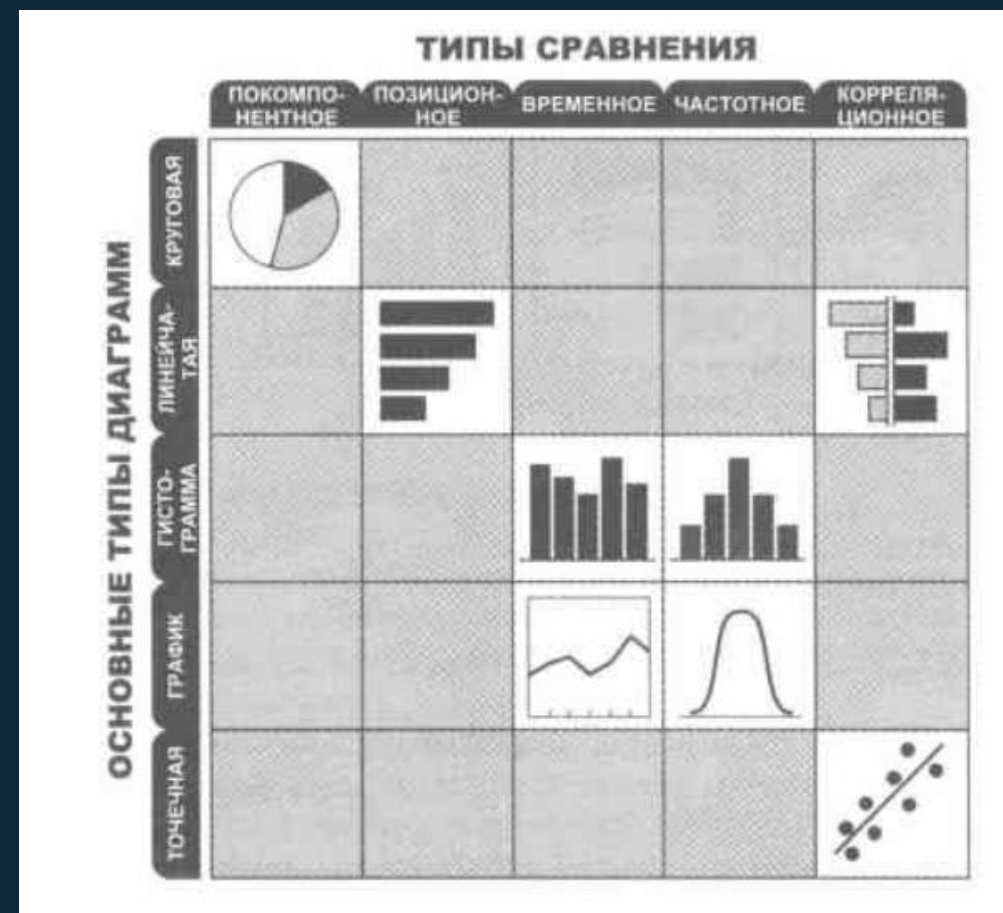 ТИПЫ СРАВНЕНИЯ
ПОКОМПО-
НЕНТНОЕ
ПОЗИЦИОН-
НОЕ
ВРЕМЕННОЕ
ЧАСТОТНОЕ
КОРРЕЛЯ-
ЦИОННОЕ
ОСНОВНЫЕ ТИПЫ ДИАГРАММ
КРУГОВАЯ
ЛИНЕЙЧА-
ТАЯ
ГИСТО-
ГРАММА
ГРАФИК
ТОЧЕЧНАЯ